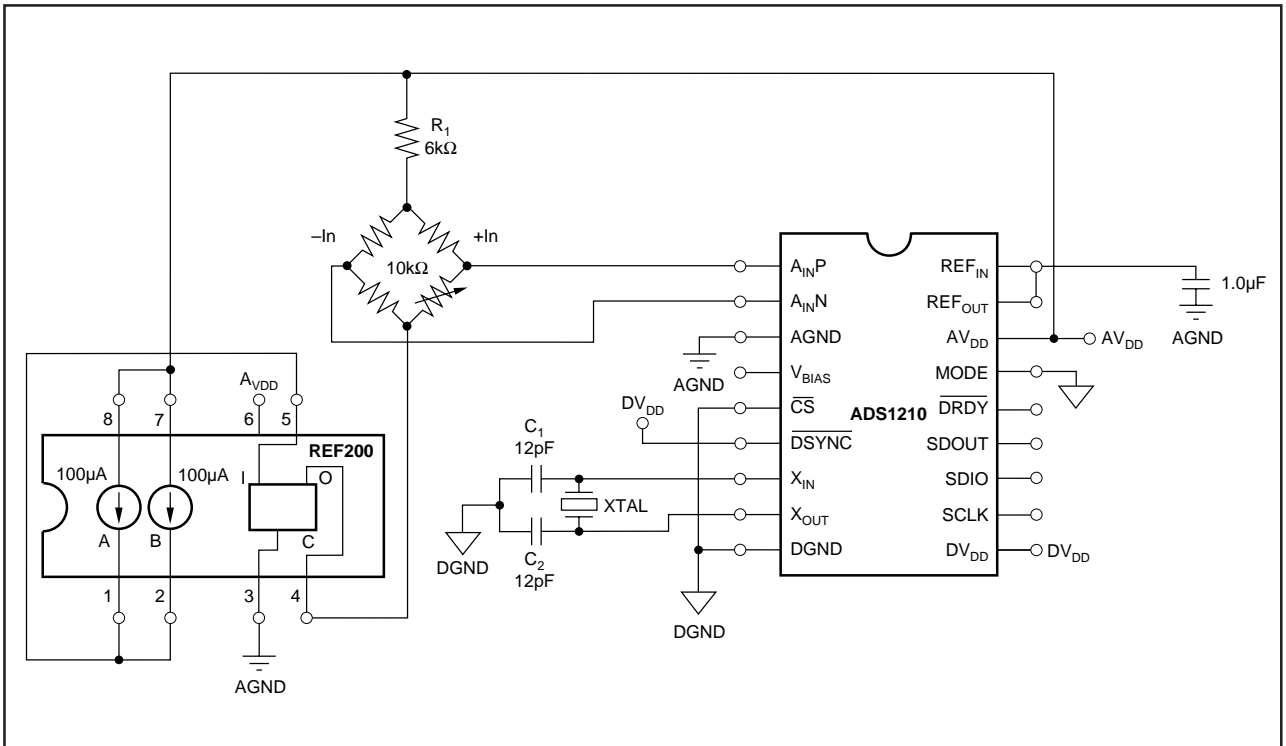 R1
6kΩ
–In
+In
10kΩ
AINP
REFIN
1.0µF
AINN
REFOUT
AGND
AGND
AVDD
AVDD
AGND
VBIAS
MODE
AVDD
DVDD
CS
ADS1210
DRDY
8
7
6
5
DSYNC
SDOUT
REF200
C1
12pF
100µA
100µA
I
O
XIN
SDIO
XTAL
XOUT
SCLK
A
B
C
DGND
C2
12pF
DGND
DVDD
DVDD
1
2
3
4
DGND
AGND